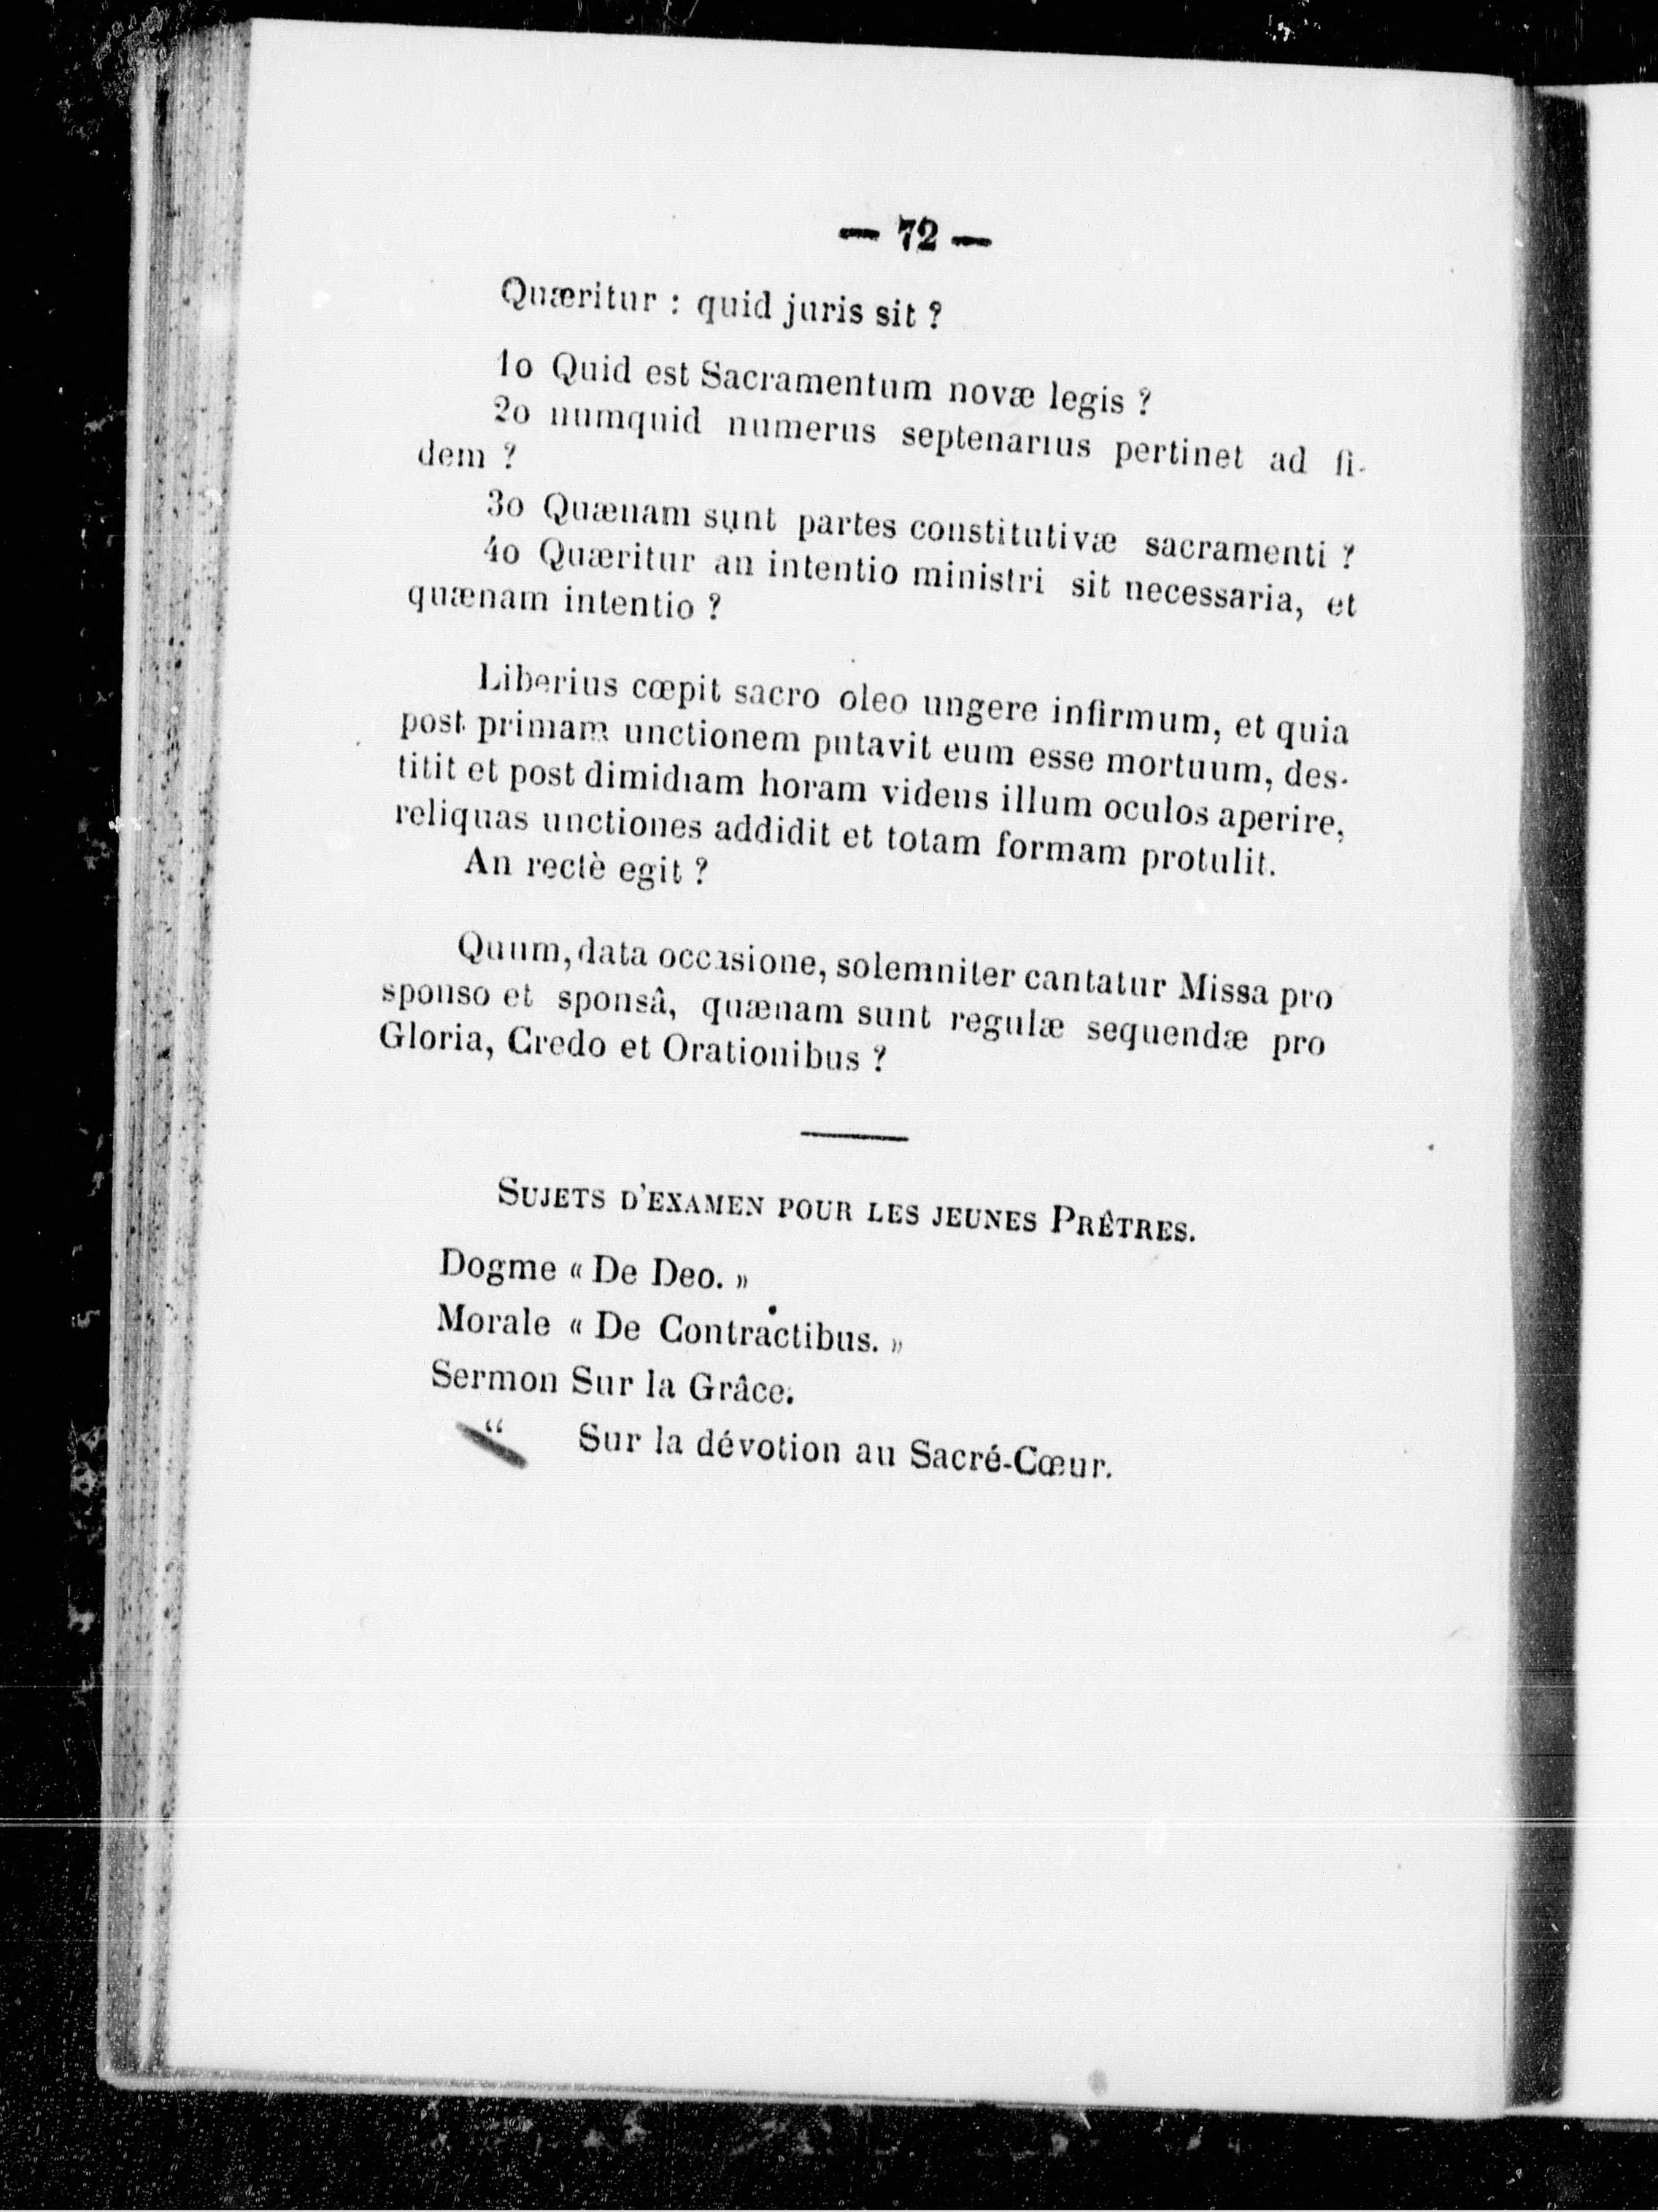 — 72 —
Quæritur : quid juris sit ?
1o Quid est Sacramentum novæ legis ?
2o numquid numerus septenarius pertinet ad fi-
dem ?
3o Quænam sunt partes constitutivæ sacramenti ?
4o Quæritur an intentio ministri sit necessaria, et
quænam intentio ?
Liberius cœpit sacro oleo ungere infirmum, et quia
post primam unctionem putavit eum esse mortuum, des-
titit et post dimidiam horam videns illum oculos aperire,
reliquas unctiones addidit et totam formam protulit.
An rectè egit ?
Quum, data occasione, solemniter cantatur Missa pro
sponso et sponsâ, quænam sunt regulæ sequendæ pro
Gloria, Credo et Orationibus ?
SUJETS D'EXAMEN POUR LES JEUNES PRÊTRES.
Dogme « De Deo. »
Morale « De Contractibus. »
Sermon Sur la Grâce.
“ Sur la dévotion au Sacré-Cœur.